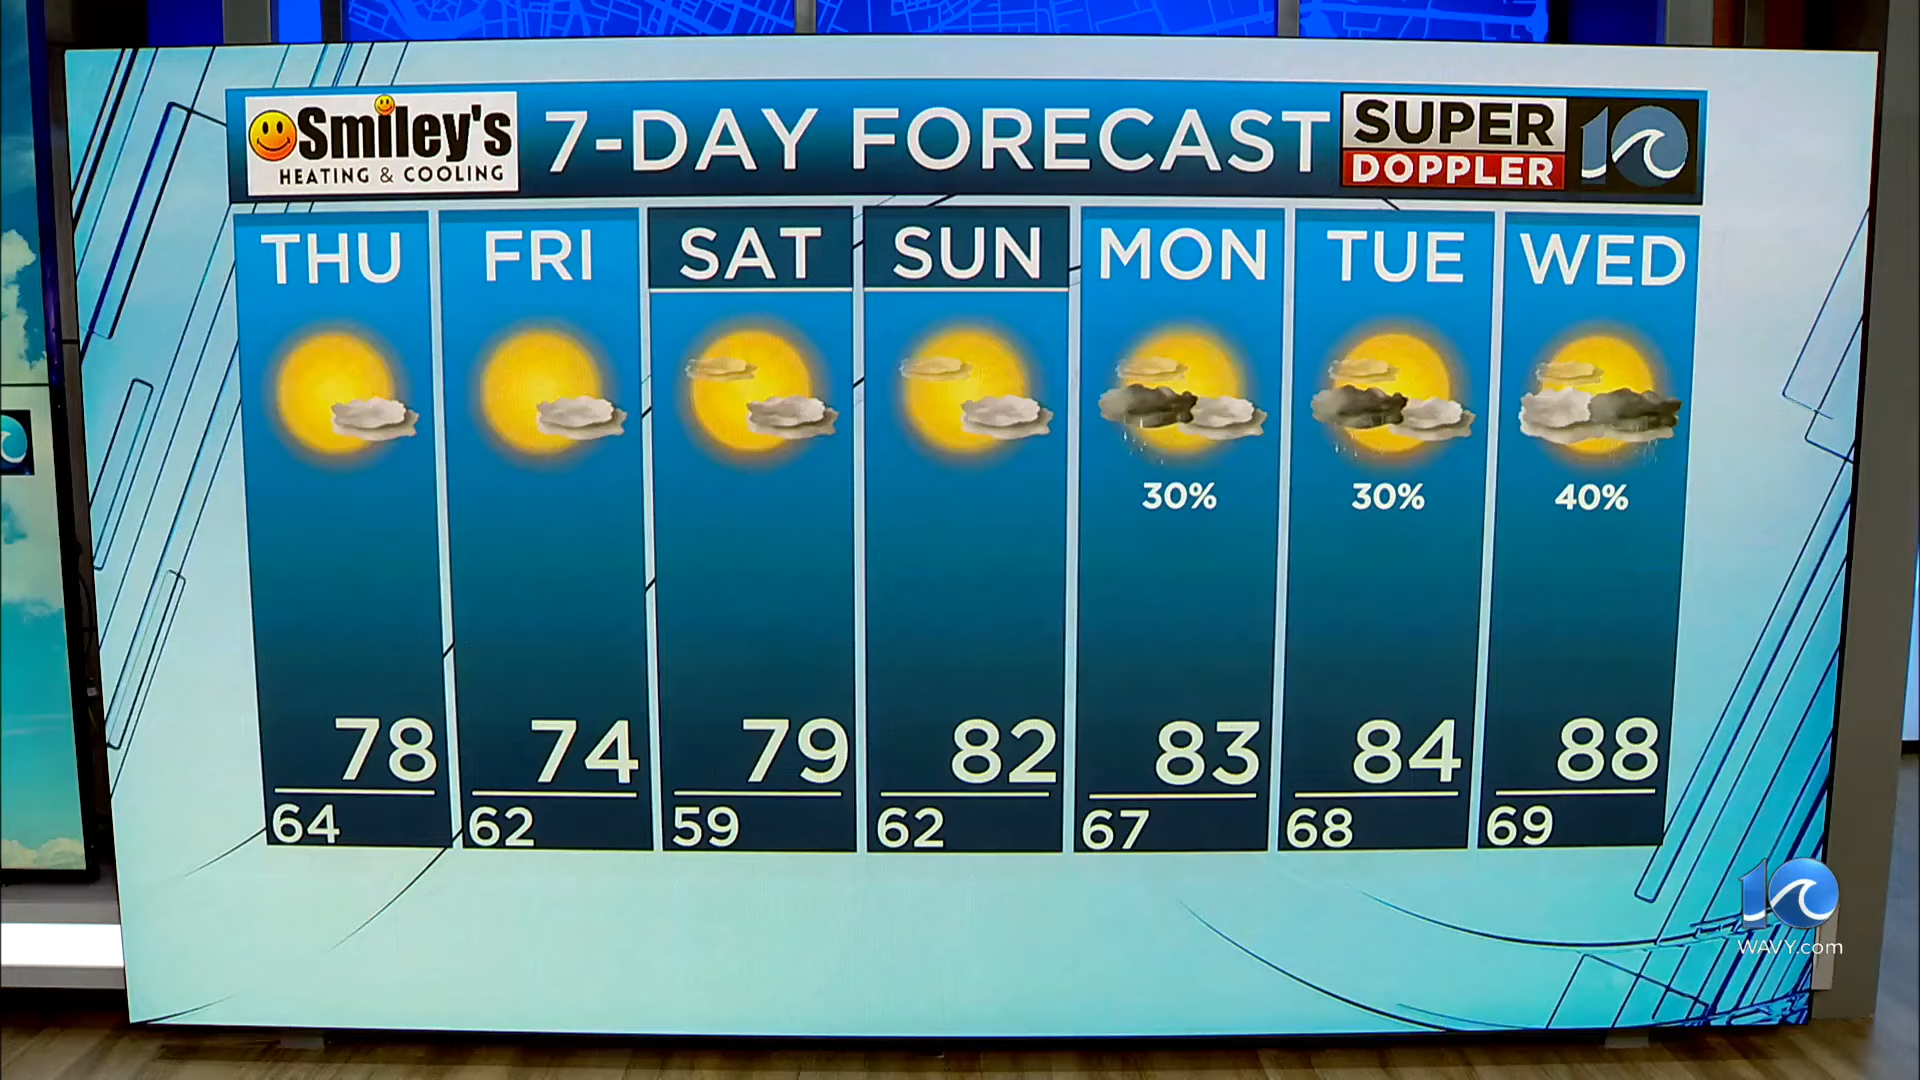 Smiley's
HEATING & COOLING
7-DAY FORECAST
SUPER
DOPPLER
10
THU FRI SAT SUN MON TUE WED
30% 30% 40%
78 74 79 82 83 84 88
64 62 59 62 67 68 69
10
WAVY.com